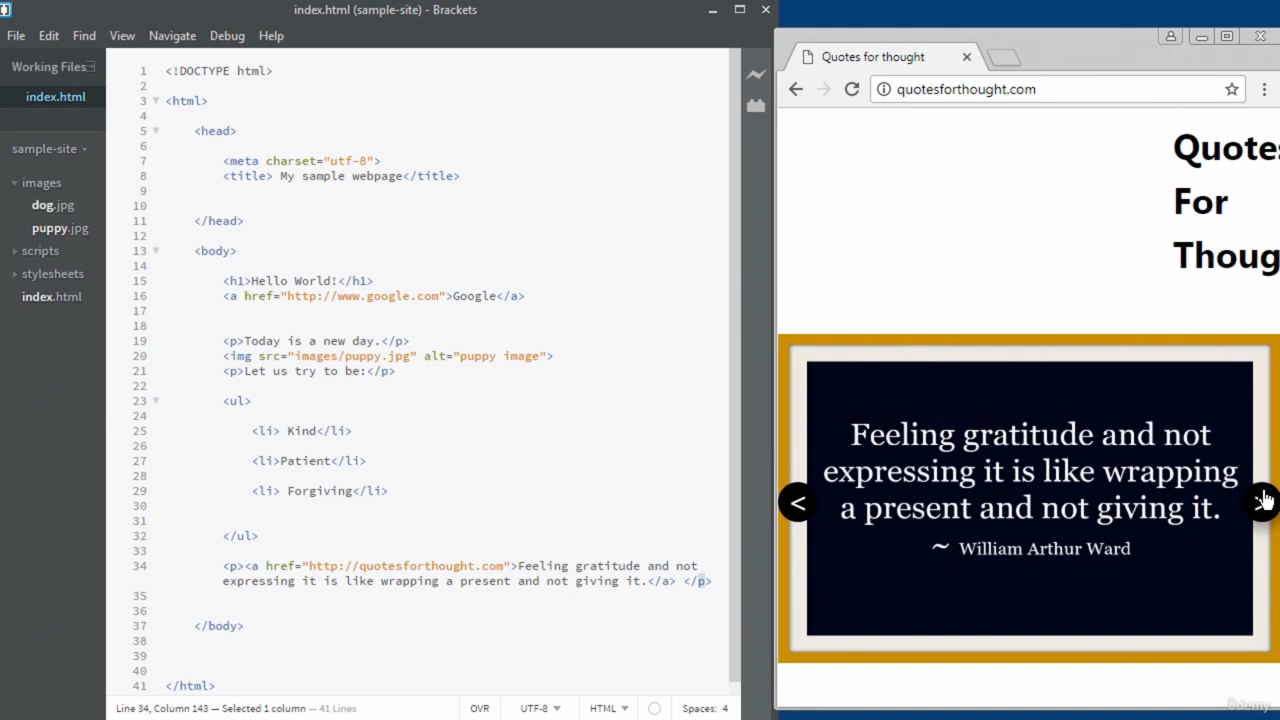 index.html (sample-site) - Brackets
File Edit Find View Navigate Debug Help
Working Files
index.html
sample-site
images
dog.jpg
puppy.jpg
scripts
stylesheets
index.html
1 <!DOCTYPE html>
2
3 <html>
4
5 <head>
6
7 <meta charset="utf-8">
8 <title> My sample webpage</title>
9
10
11 </head>
12
13 <body>
14
15 <h1>Hello World!</h1>
16 <a href="http://www.google.com">Google</a>
17
18
19 <p>Today is a new day.</p>
20 <img src="images/puppy.jpg" alt="puppy image">
21 <p>Let us try to be:</p>
22
23 <ul>
24
25 <li> Kind</li>
26
27 <li>Patient</li>
28
29 <li> Forgiving</li>
30
31
32 </ul>
33
34 <p><a href="http://quotesforthought.com">Feeling gratitude and not
expressing it is like wrapping a present and not giving it.</a> </p>
35
36
37 </body>
38
39
40
41 </html>
Line 34, Column 143 — Selected 1 column — 41 Lines
OVR UTF-8 HTML Spaces: 4
Quotes for thought
quotesforthought.com
Quotes
For
Thoug
Feeling gratitude and not
expressing it is like wrapping
a present and not giving it.
~ William Arthur Ward
<
ûdemy